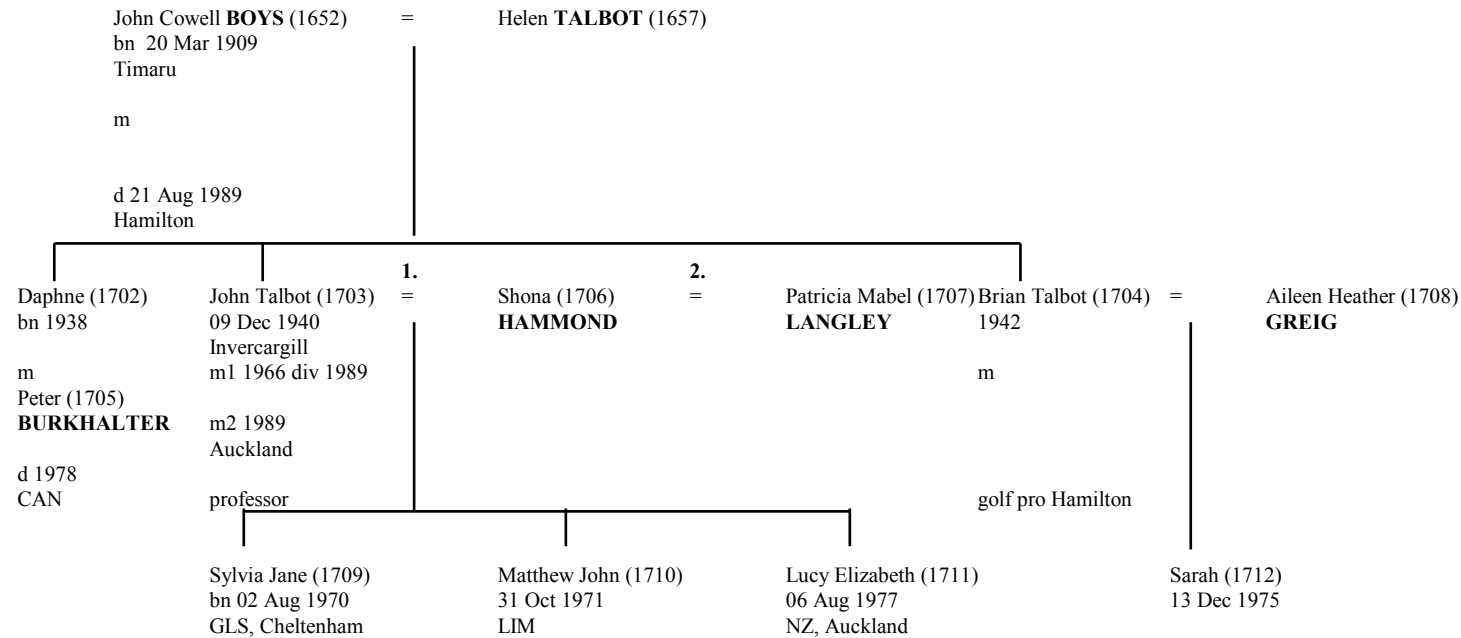 John Cowell BOYS (1652) = Helen TALBOT (1657)
bn 20 Mar 1909
Timaru
m
d 21 Aug 1989
Hamilton
1. 2.
Daphne (1702) John Talbot (1703) = Shona (1706) = Patricia Mabel (1707) Brian Talbot (1704) = Aileen Heather (1708)
bn 1938 09 Dec 1940 HAMMOND LANGLEY 1942 GREIG
Invercargill
m m1 1966 div 1989 m
Peter (1705)
BURKHALTER m2 1989
Auckland
d 1978
CAN professor golf pro Hamilton
Sylvia Jane (1709) Matthew John (1710) Lucy Elizabeth (1711) Sarah (1712)
bn 02 Aug 1970 31 Oct 1971 06 Aug 1977 13 Dec 1975
GLS, Cheltenham LIM NZ, Auckland